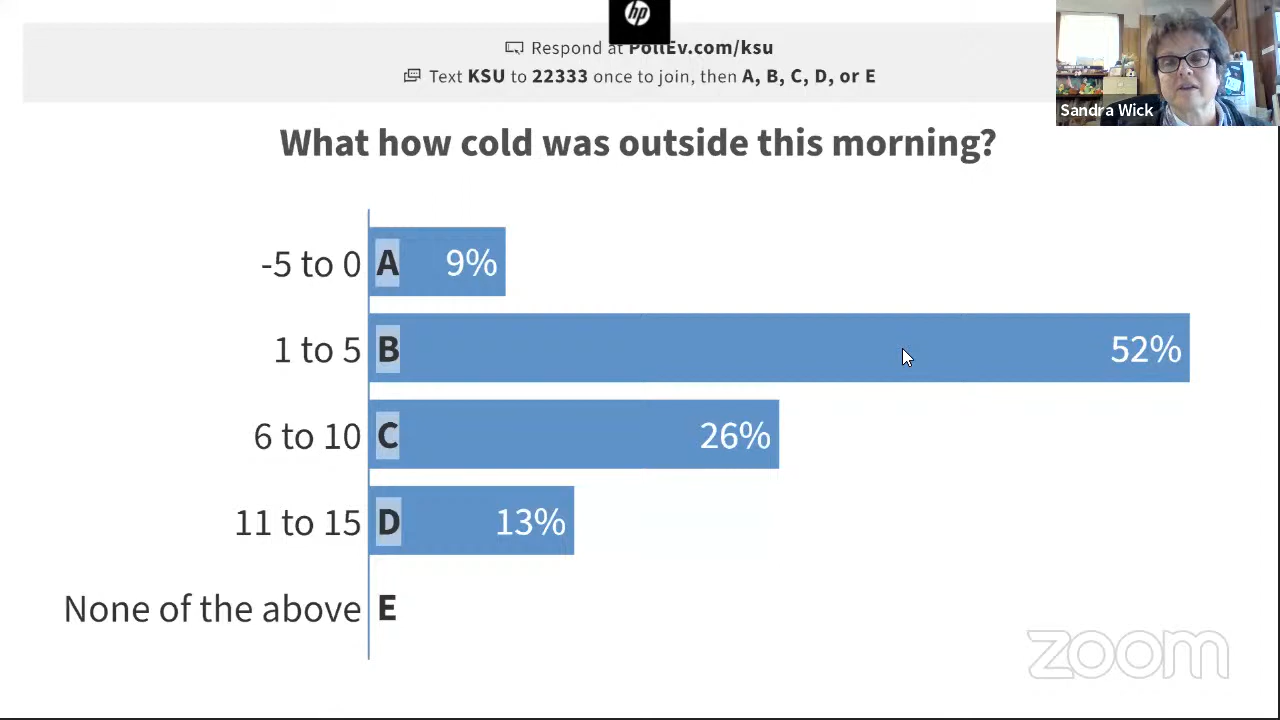 hp
Respond at PollEv.com/ksu
Text KSU to 22333 once to join, then A, B, C, D, or E
Sandra Wick
What how cold was outside this morning?
-5 to 0 A 9%
1 to 5 B 52%
6 to 10 C 26%
11 to 15 D 13%
None of the above E
zoom